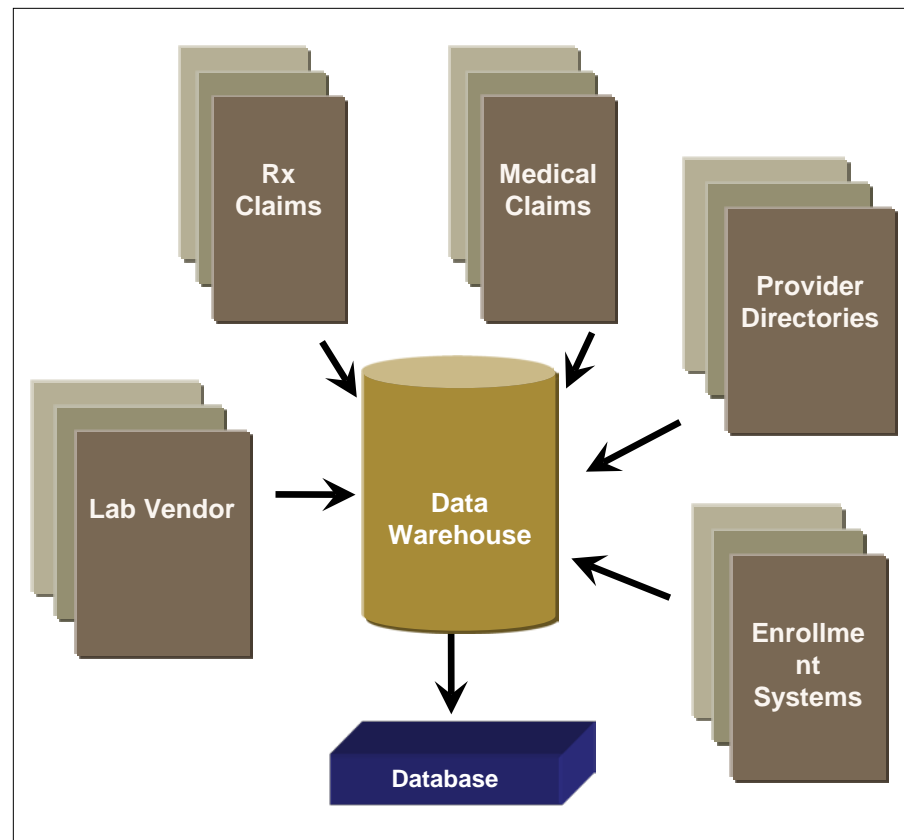 Rx
Claims
Medical
Claims
Provider
Directories
Lab Vendor
Data
Warehouse
Enrollme
nt
Systems
Database